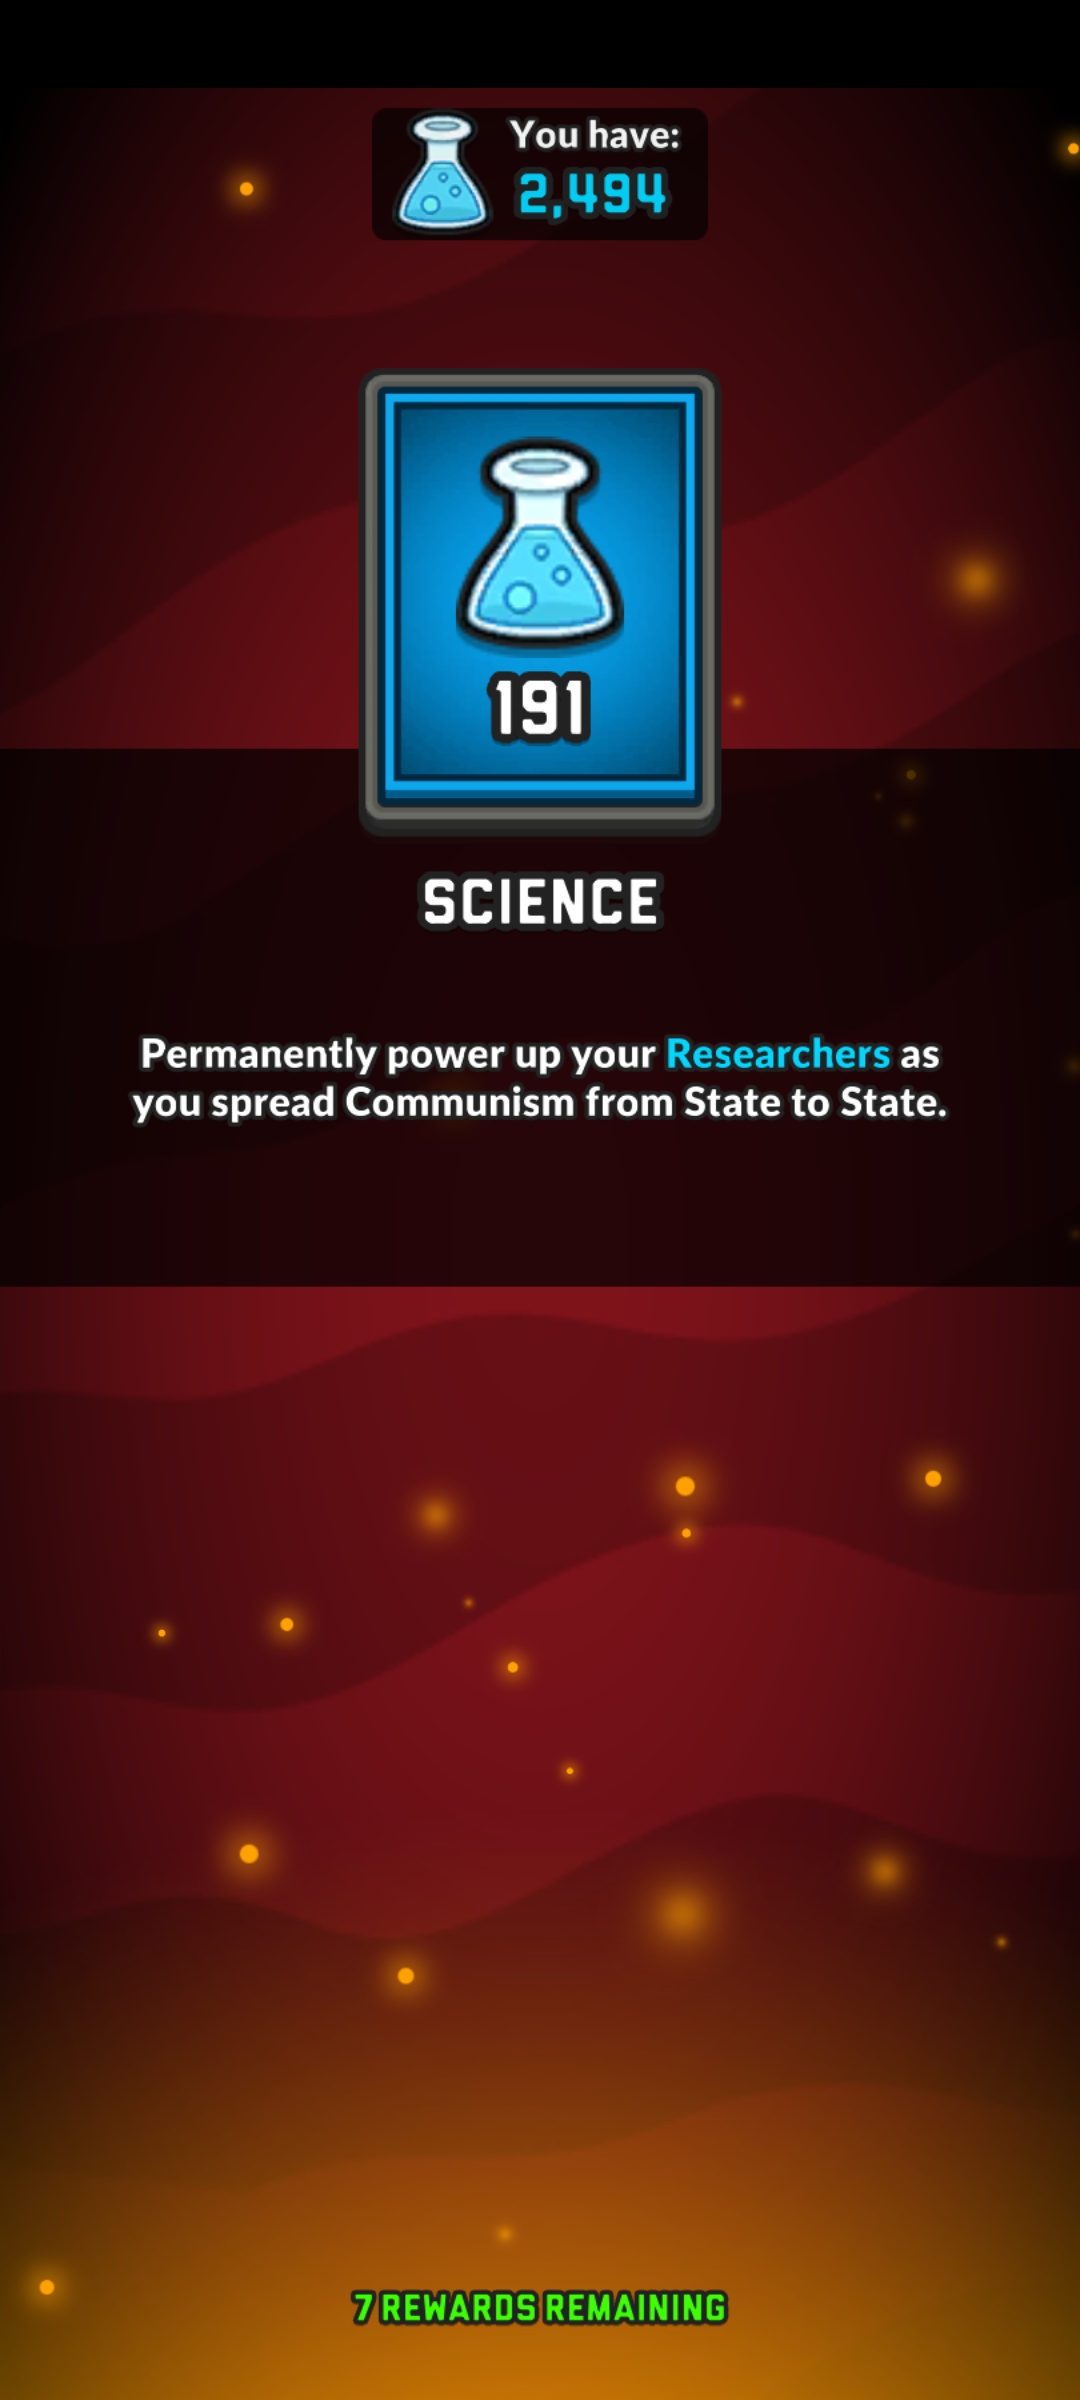 You have:
2,494
191
SCIENCE
Permanently power up your Researchers as
you spread Communism from State to State.
7 REWARDS REMAINING